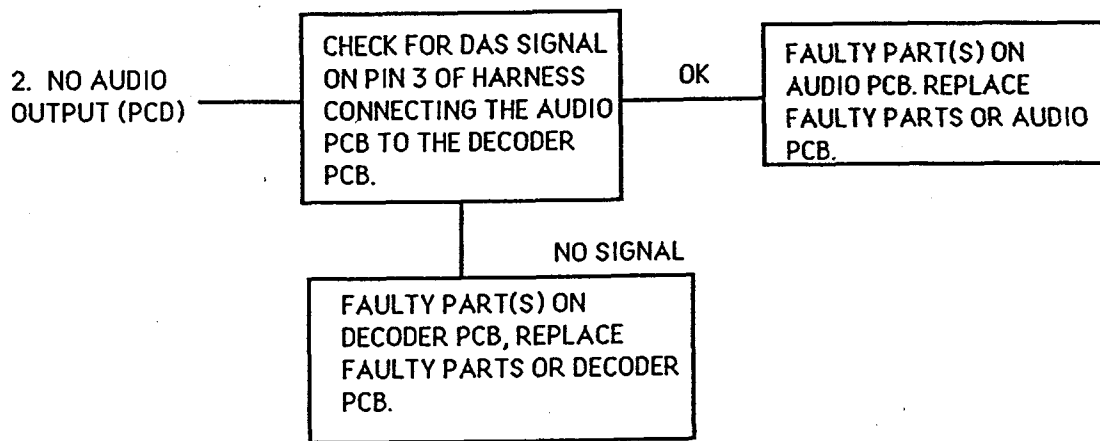 2. NO AUDIO
OUTPUT (PCD)
CHECK FOR DAS SIGNAL
ON PIN 3 OF HARNESS
CONNECTING THE AUDIO
PCB TO THE DECODER
PCB.
OK
FAULTY PART(S) ON
AUDIO PCB. REPLACE
FAULTY PARTS OR AUDIO
PCB.
NO SIGNAL
FAULTY PART(S) ON
DECODER PCB, REPLACE
FAULTY PARTS OR DECODER
PCB.